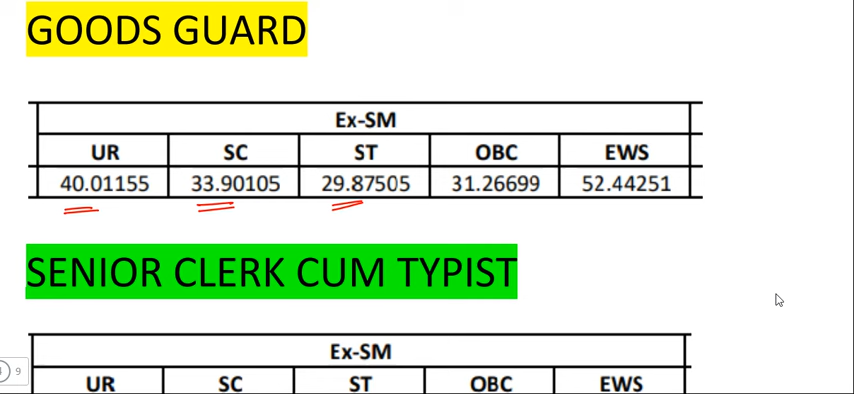 GOODS GUARD
Ex-SM
UR SC ST OBC EWS
40.01155 33.90105 29.87505 31.26699 52.44251
SENIOR CLERK CUM TYPIST
Ex-SM
9 UR SC ST OBC EWS